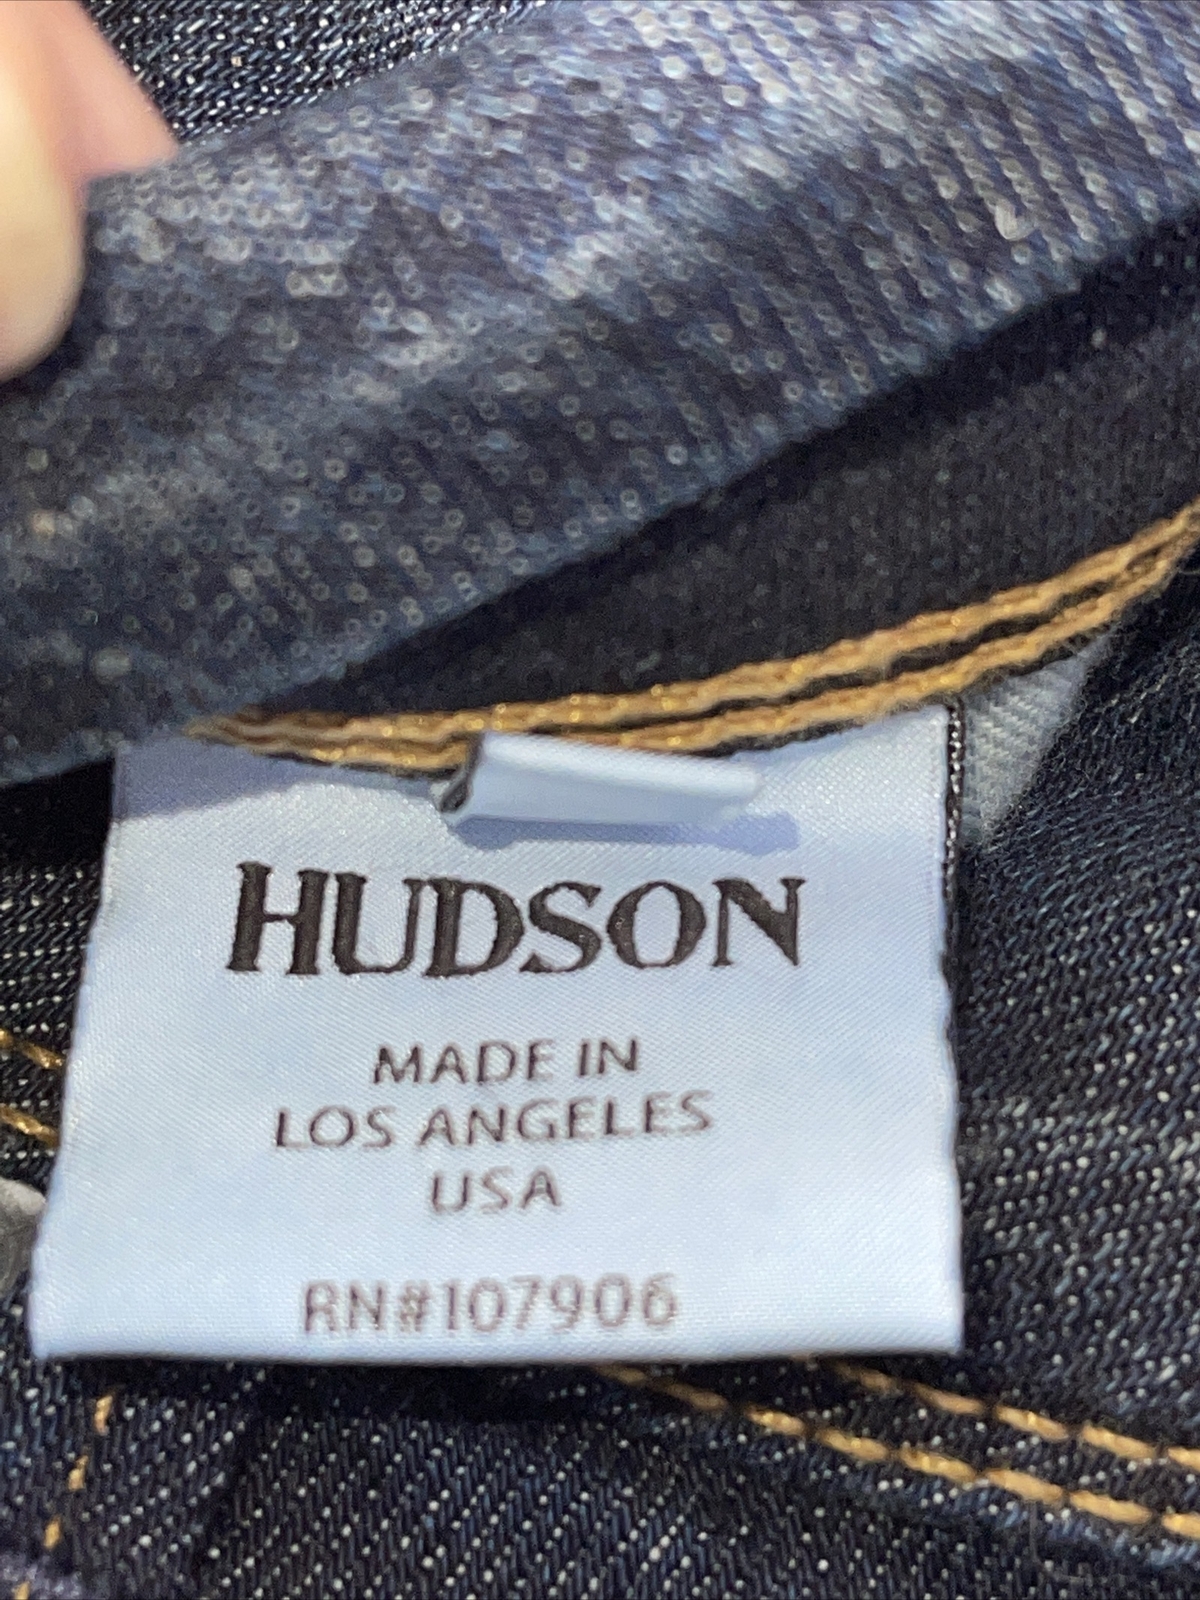 HUDSON
MADE IN
LOS ANGELES
USA
RN#107906